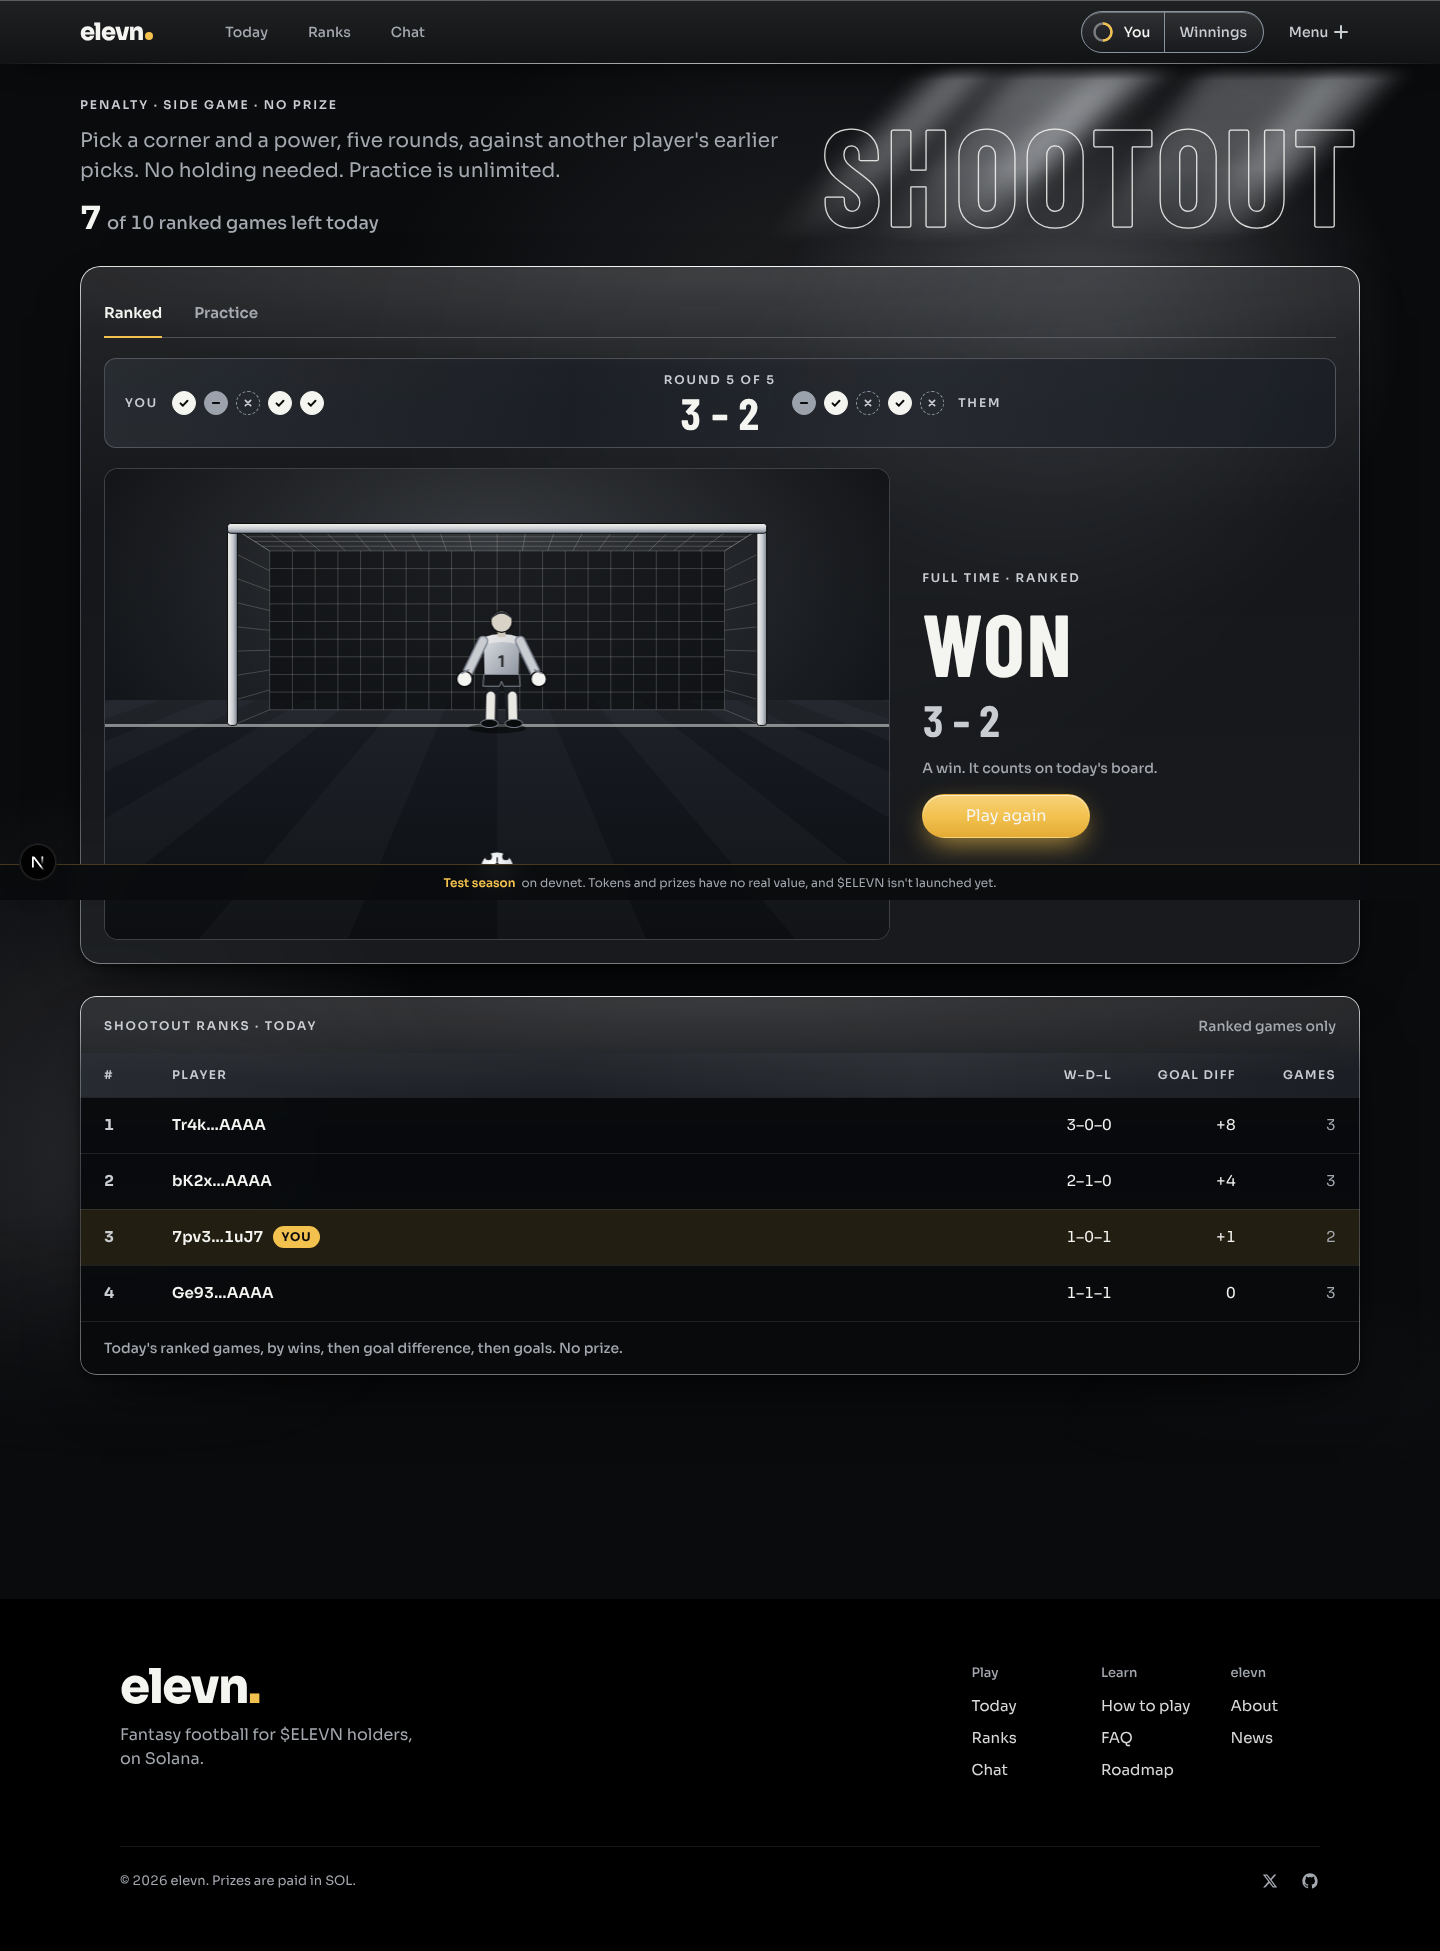 elevn.
Today
Ranks
Chat
You
Winnings
Menu
PENALTY · SIDE GAME · NO PRIZE
Pick a corner and a power, five rounds, against another player's earlier
picks. No holding needed. Practice is unlimited.
7 of 10 ranked games left today
SHOOTOUT
Ranked
Practice
YOU
ROUND 5 OF 5
3 - 2
THEM
1
FULL TIME · RANKED
WON
3 - 2
A win. It counts on today's board.
Play again
N
Test season on devnet. Tokens and prizes have no real value, and $ELEVN isn't launched yet.
SHOOTOUT RANKS · TODAY
Ranked games only
# PLAYER W–D–L GOAL DIFF GAMES
1 Tr4k...AAAA 3–0–0 +8 3
2 bK2x...AAAA 2–1–0 +4 3
3 7pv3...1uJ7 YOU 1–0–1 +1 2
4 Ge93...AAAA 1–1–1 0 3
Today's ranked games, by wins, then goal difference, then goals. No prize.
elevn.
Fantasy football for $ELEVN holders,
on Solana.
Play
Today
Ranks
Chat
Learn
How to play
FAQ
Roadmap
elevn
About
News
© 2026 elevn. Prizes are paid in SOL.